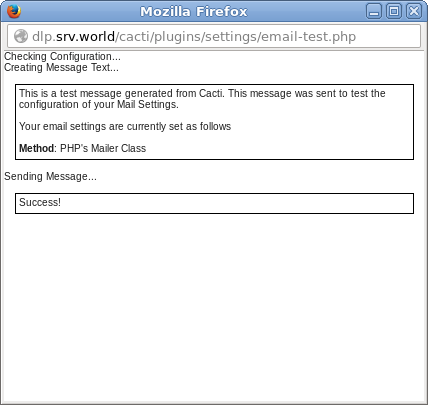 Mozilla Firefox
dlp.srv.world/cacti/plugins/settings/email-test.php
Checking Configuration...
Creating Message Text...
This is a test message generated from Cacti. This message was sent to test the
configuration of your Mail Settings.
Your email settings are currently set as follows
Method: PHP's Mailer Class
Sending Message...
Success!